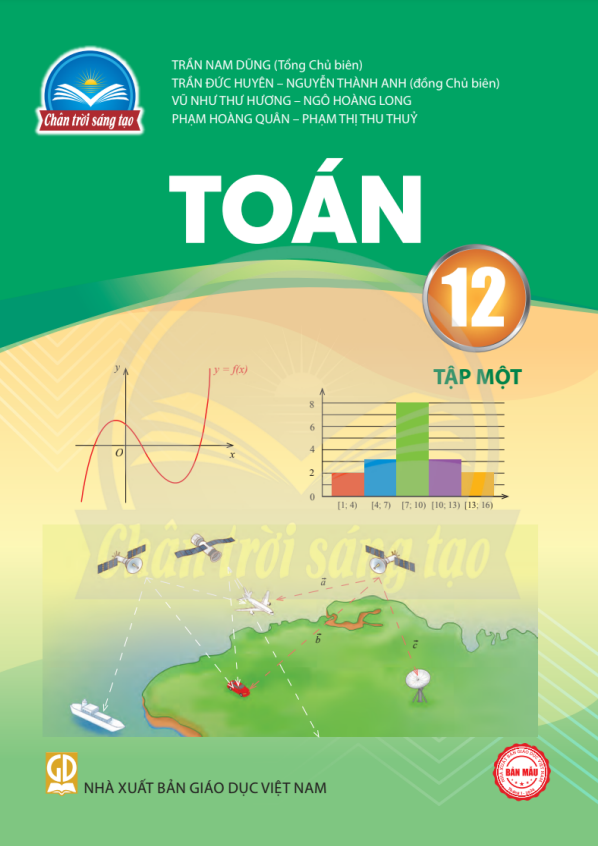 TRẦN NAM DŨNG (Tổng Chủ biên)
TRẦN ĐỨC HUYÊN – NGUYỄN THÀNH ANH (đồng Chủ biên)
VŨ NHƯ THƯ HƯƠNG – NGÔ HOÀNG LONG
PHẠM HOÀNG QUÂN – PHẠM THỊ THU THUỶ
Chân trời sáng tạo
TOÁN
12
TẬP MỘT
y
y = f(x)
O
x
8
6
4
2
0
[1; 4) [4; 7) [7; 10) [10; 13) [13; 16)
Chân trời sáng tạo
a
b
c
GD
NHÀ XUẤT BẢN GIÁO DỤC VIỆT NAM
BẢN MẪU